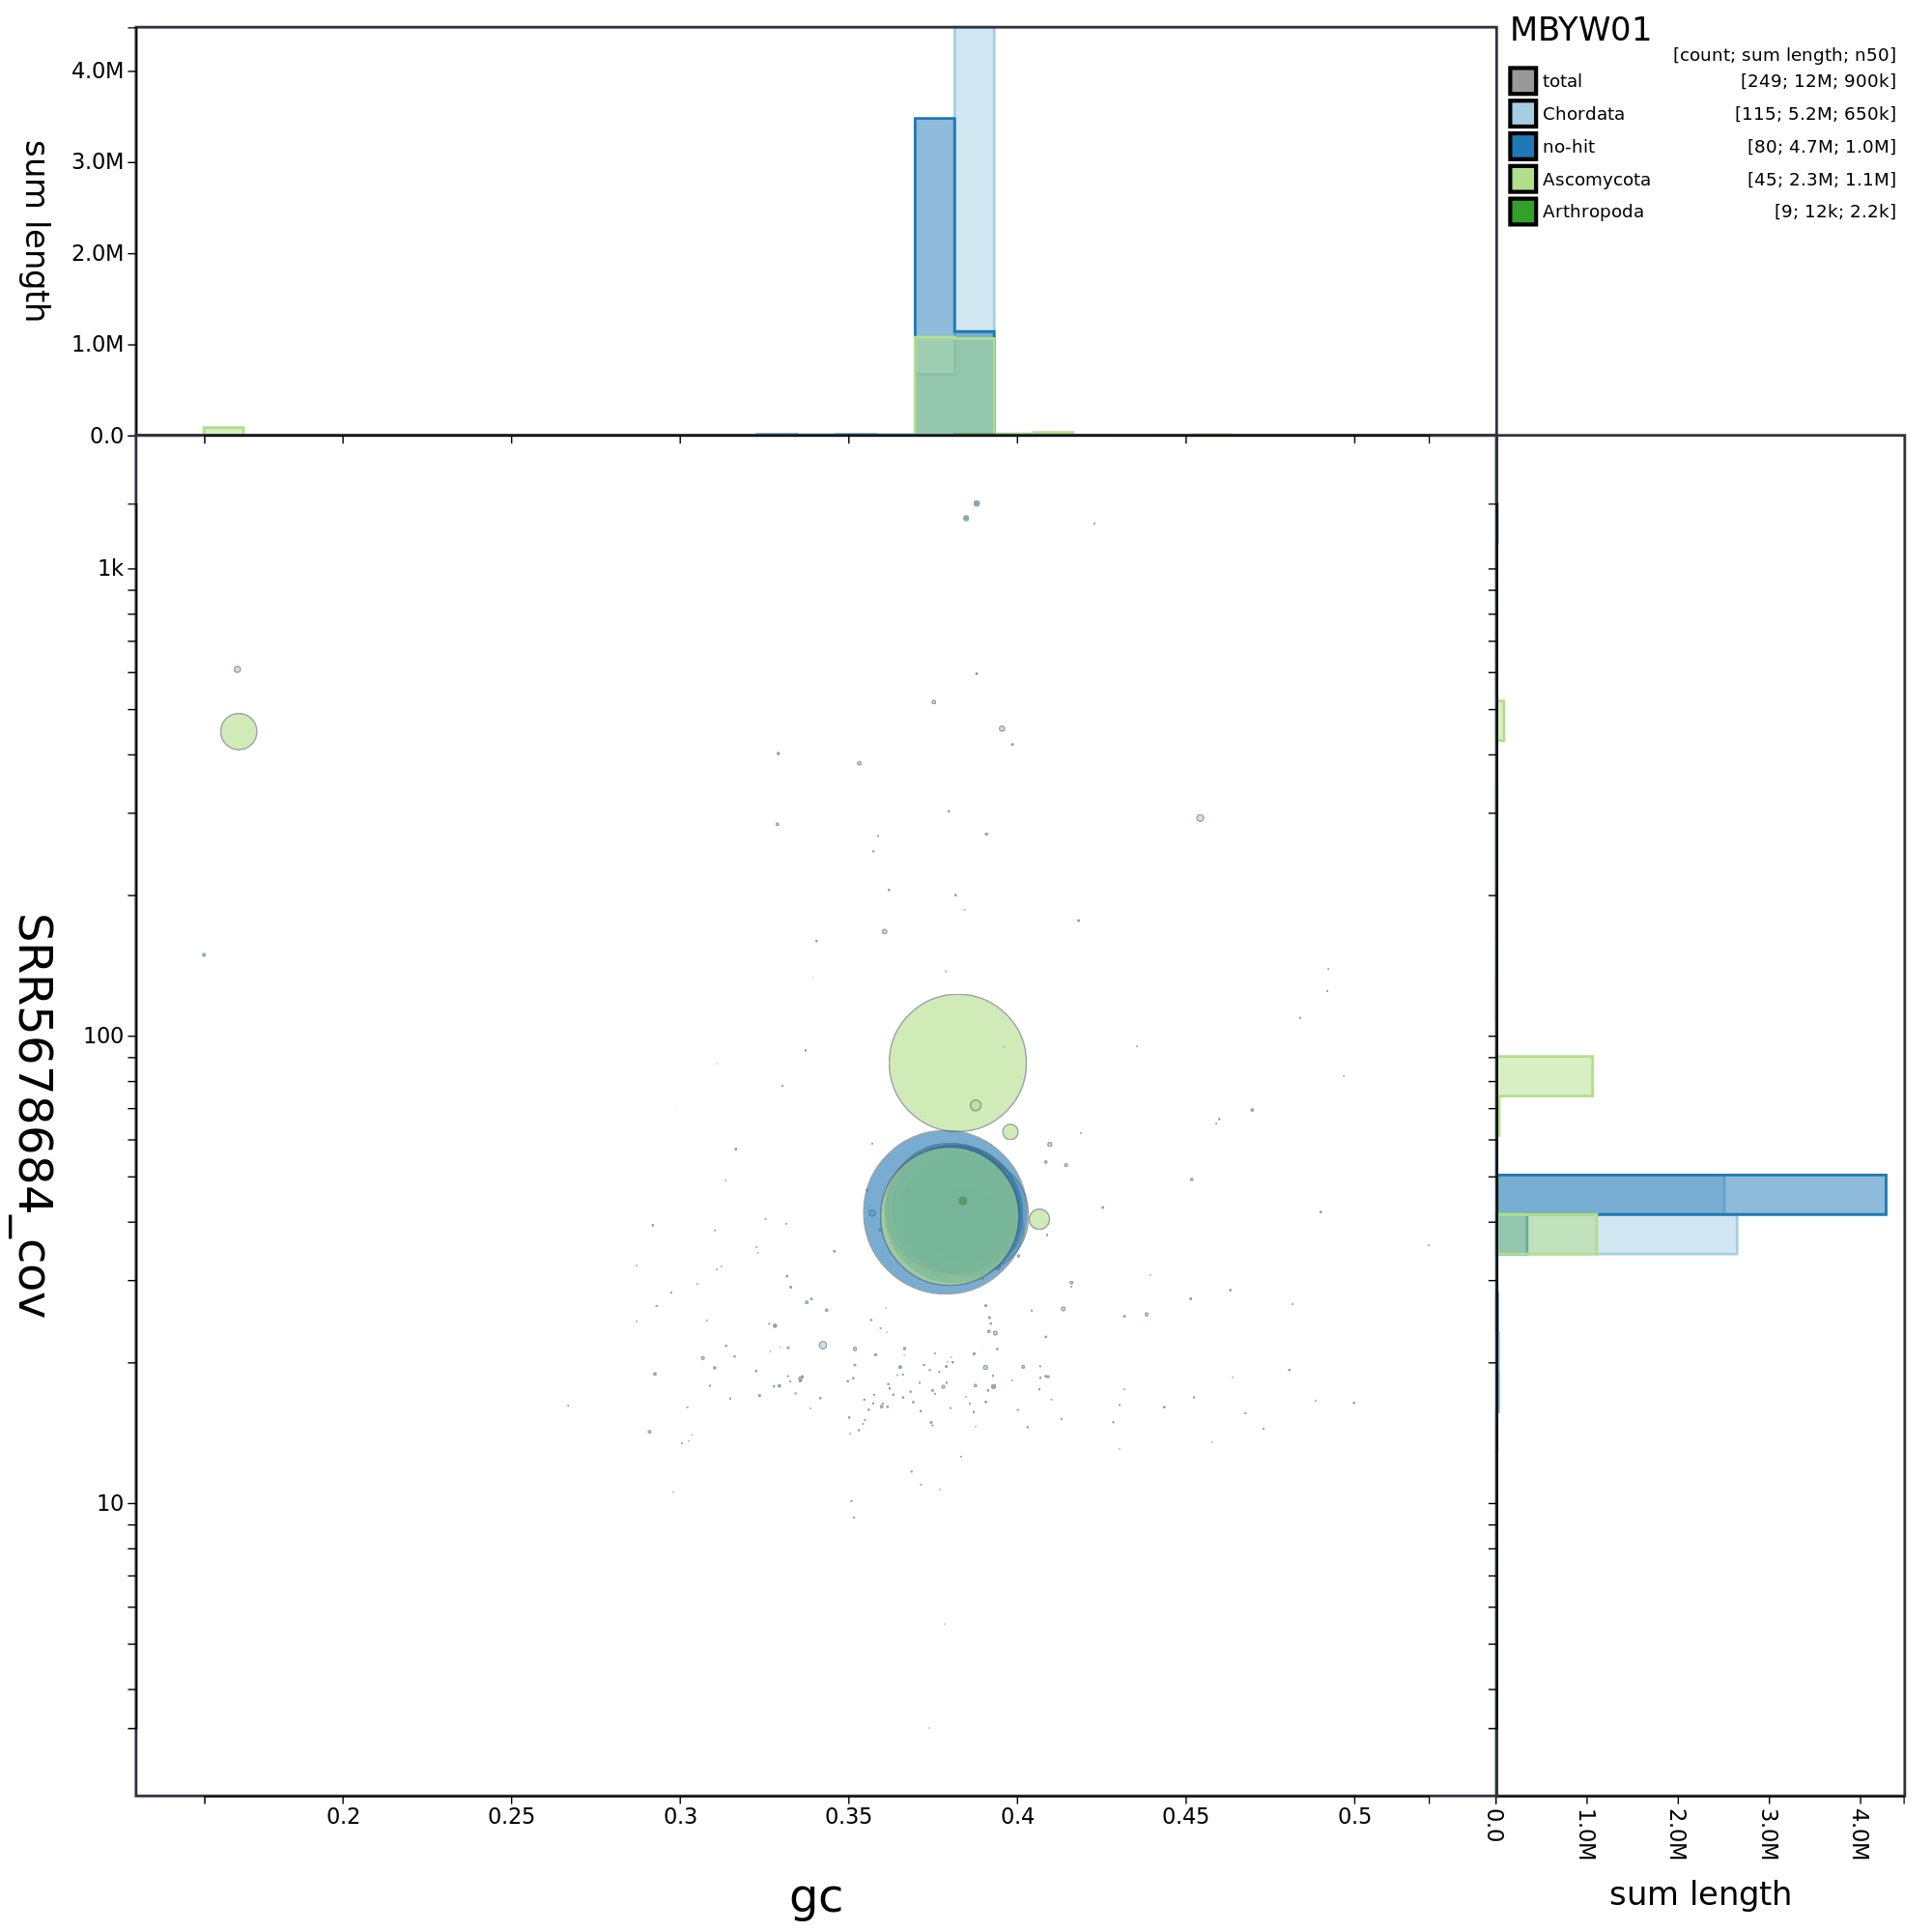 MBYW01
[count; sum length; n50]
total [249; 12M; 900k]
Chordata [115; 5.2M; 650k]
no-hit [80; 4.7M; 1.0M]
Ascomycota [45; 2.3M; 1.1M]
Arthropoda [9; 12k; 2.2k]
sum length
4.0M
3.0M
2.0M
1.0M
0.0
SRR5678684_cov
1k
100
10
0.2 0.25 0.3 0.35 0.4 0.45 0.5
gc
0.0 1.0M 2.0M 3.0M 4.0M
sum length